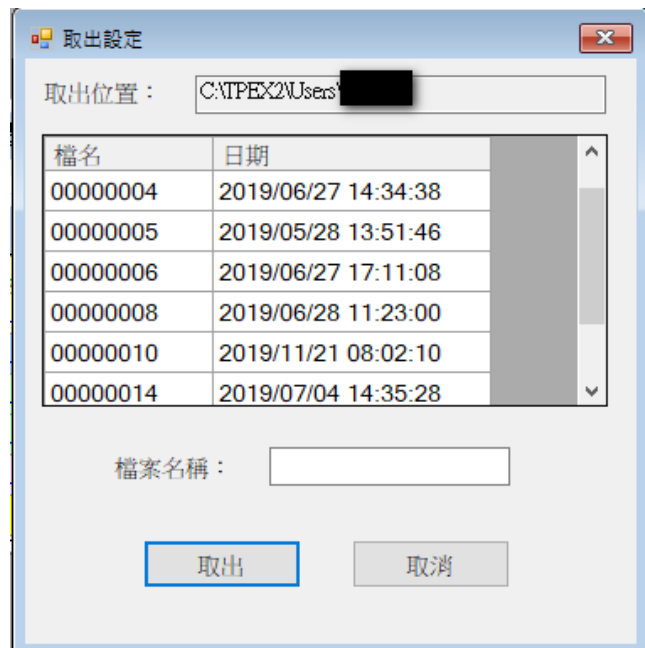 取出設定
取出位置： C:\TPEX2\Users\
檔名 日期
00000004 2019/06/27 14:34:38
00000005 2019/05/28 13:51:46
00000006 2019/06/27 17:11:08
00000008 2019/06/28 11:23:00
00000010 2019/11/21 08:02:10
00000014 2019/07/04 14:35:28
檔案名稱：
取出 取消